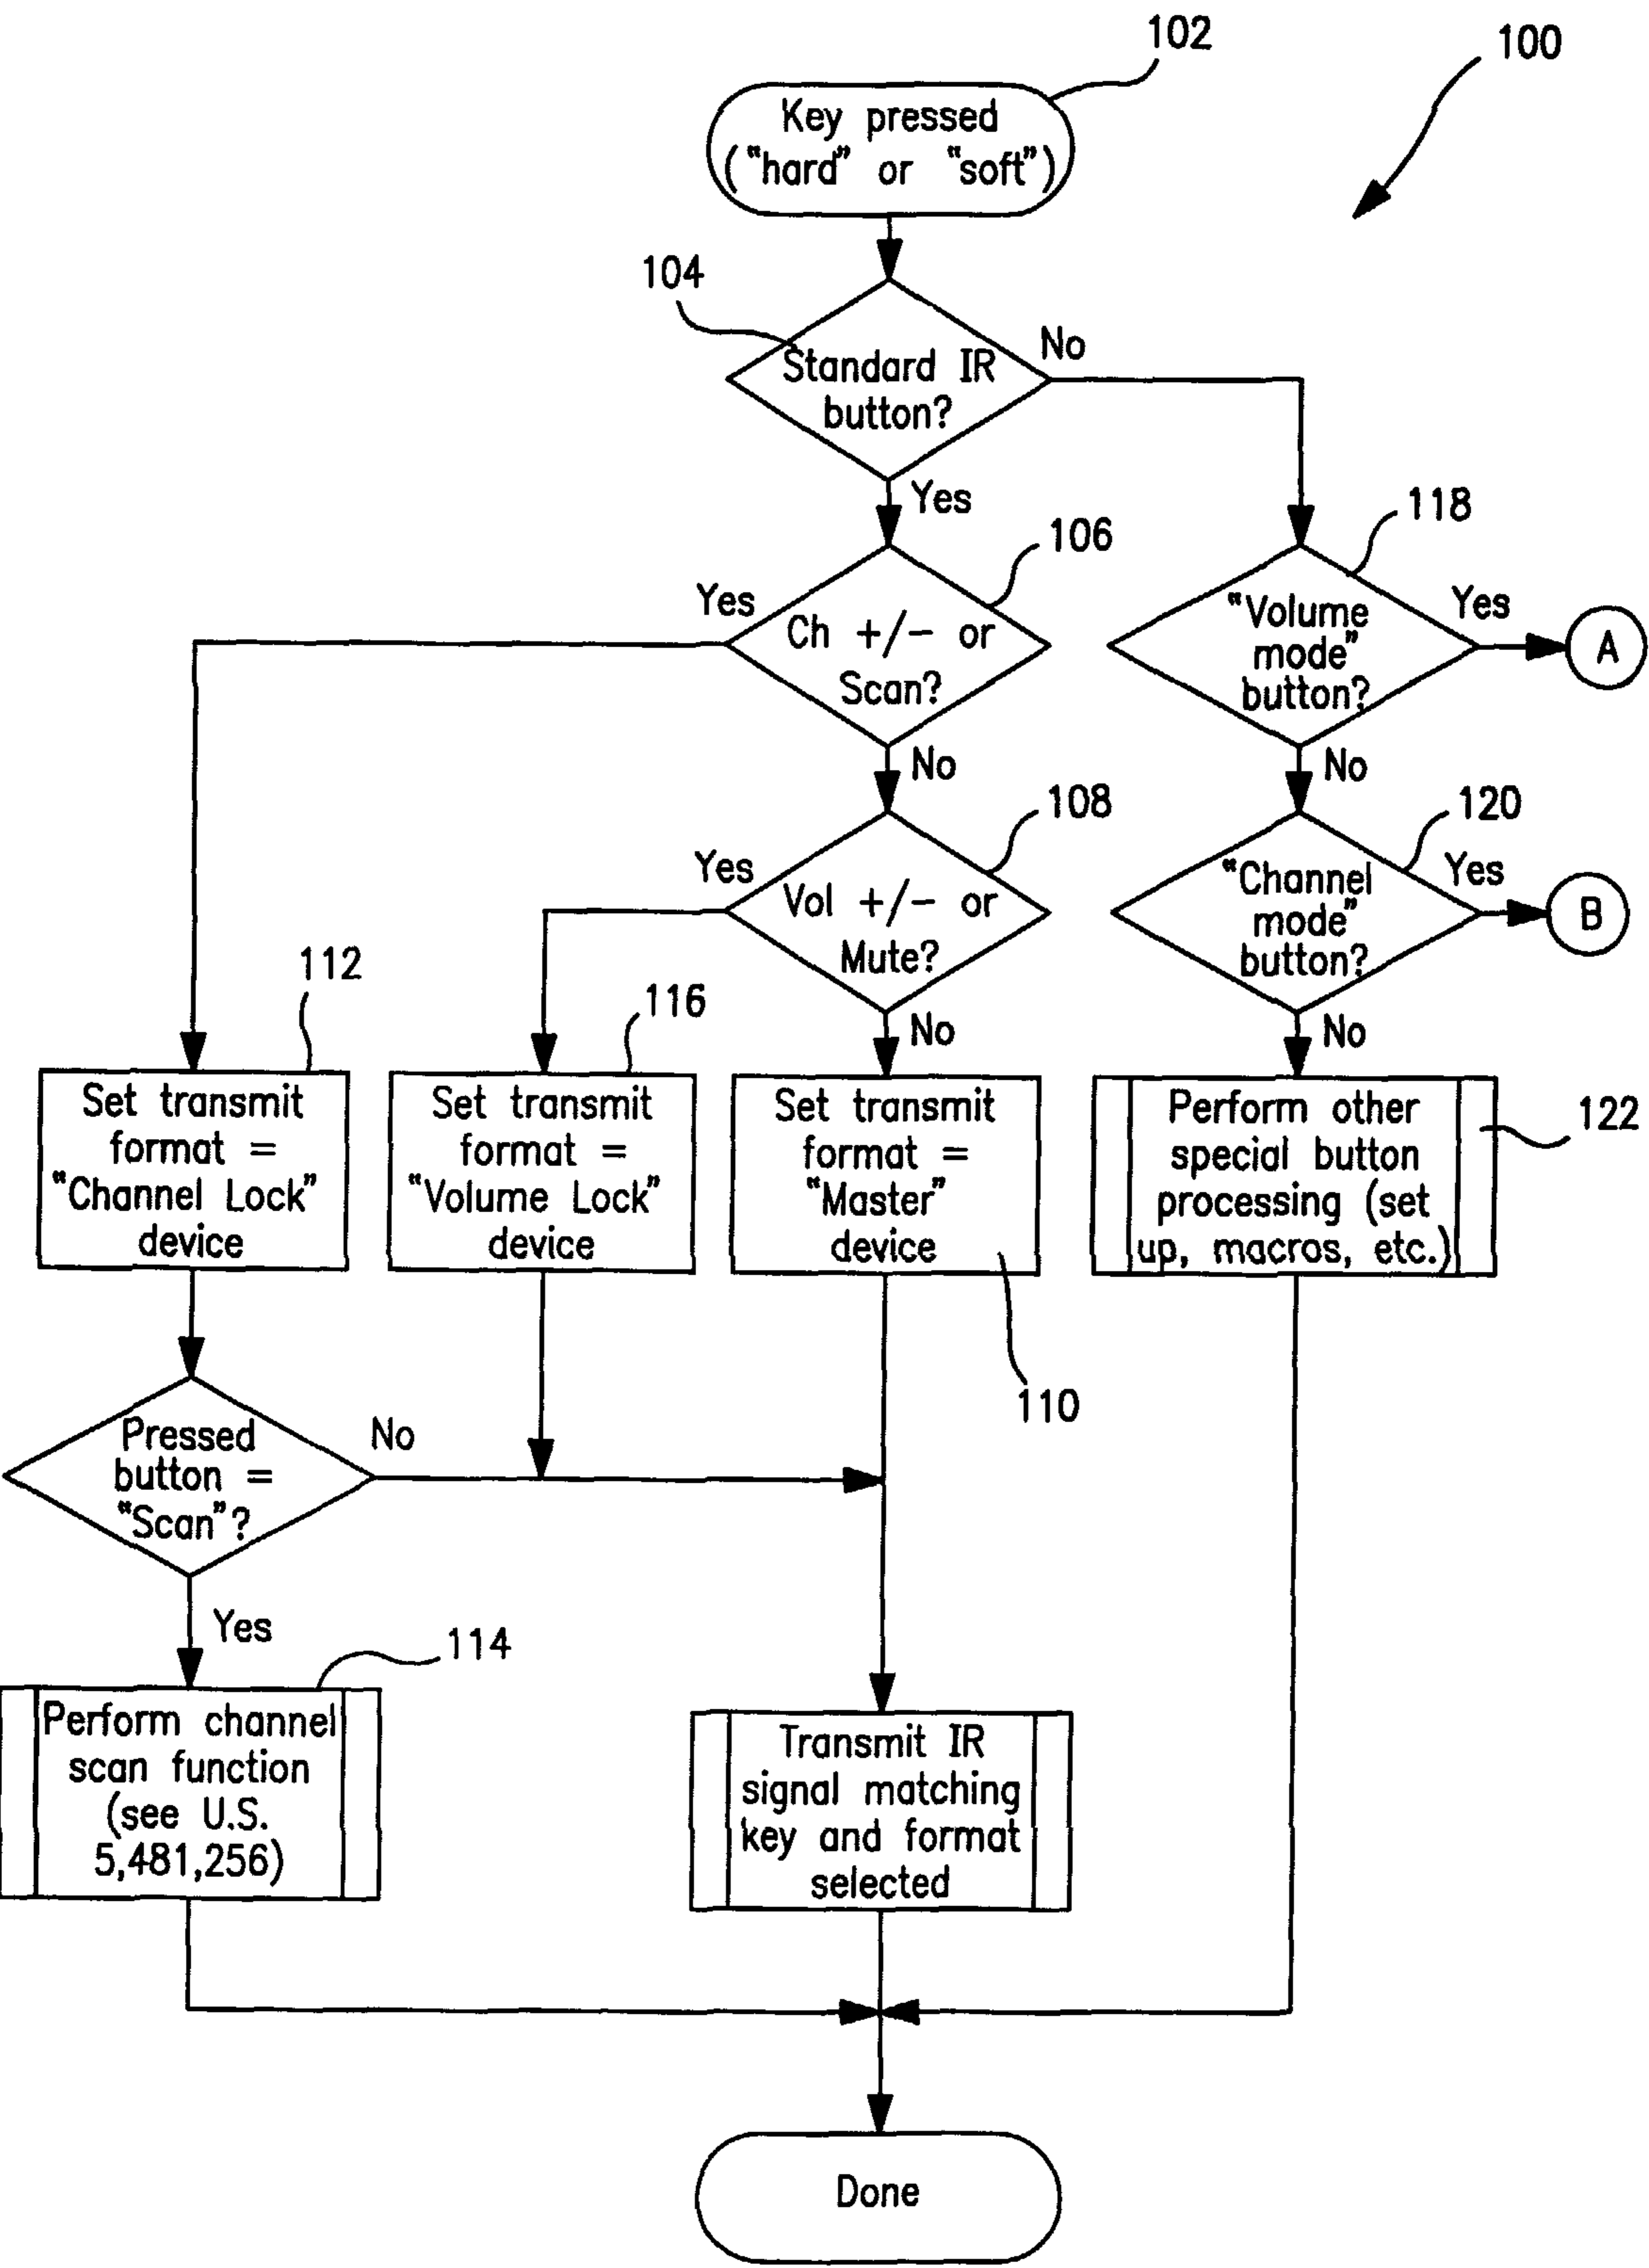 102
100
Key pressed
("hard" or "soft")
104
Standard IR
button?
No
Yes
106
118
Yes
Ch +/- or
Scan?
"Volume
mode"
button?
Yes
A
No
No
108
120
Yes
Vol +/- or
Mute?
"Channel
mode"
button?
Yes
B
112
116
No
No
Set transmit
format =
"Channel Lock"
device
Set transmit
format =
"Volume Lock"
device
Set transmit
format =
"Master"
device
Perform other
special button
processing (set
up, macros, etc.)
122
110
Pressed
button =
"Scan"?
No
Yes
114
Perform channel
scan function
(see U.S.
5,481,256)
Transmit IR
signal matching
key and format
selected
Done